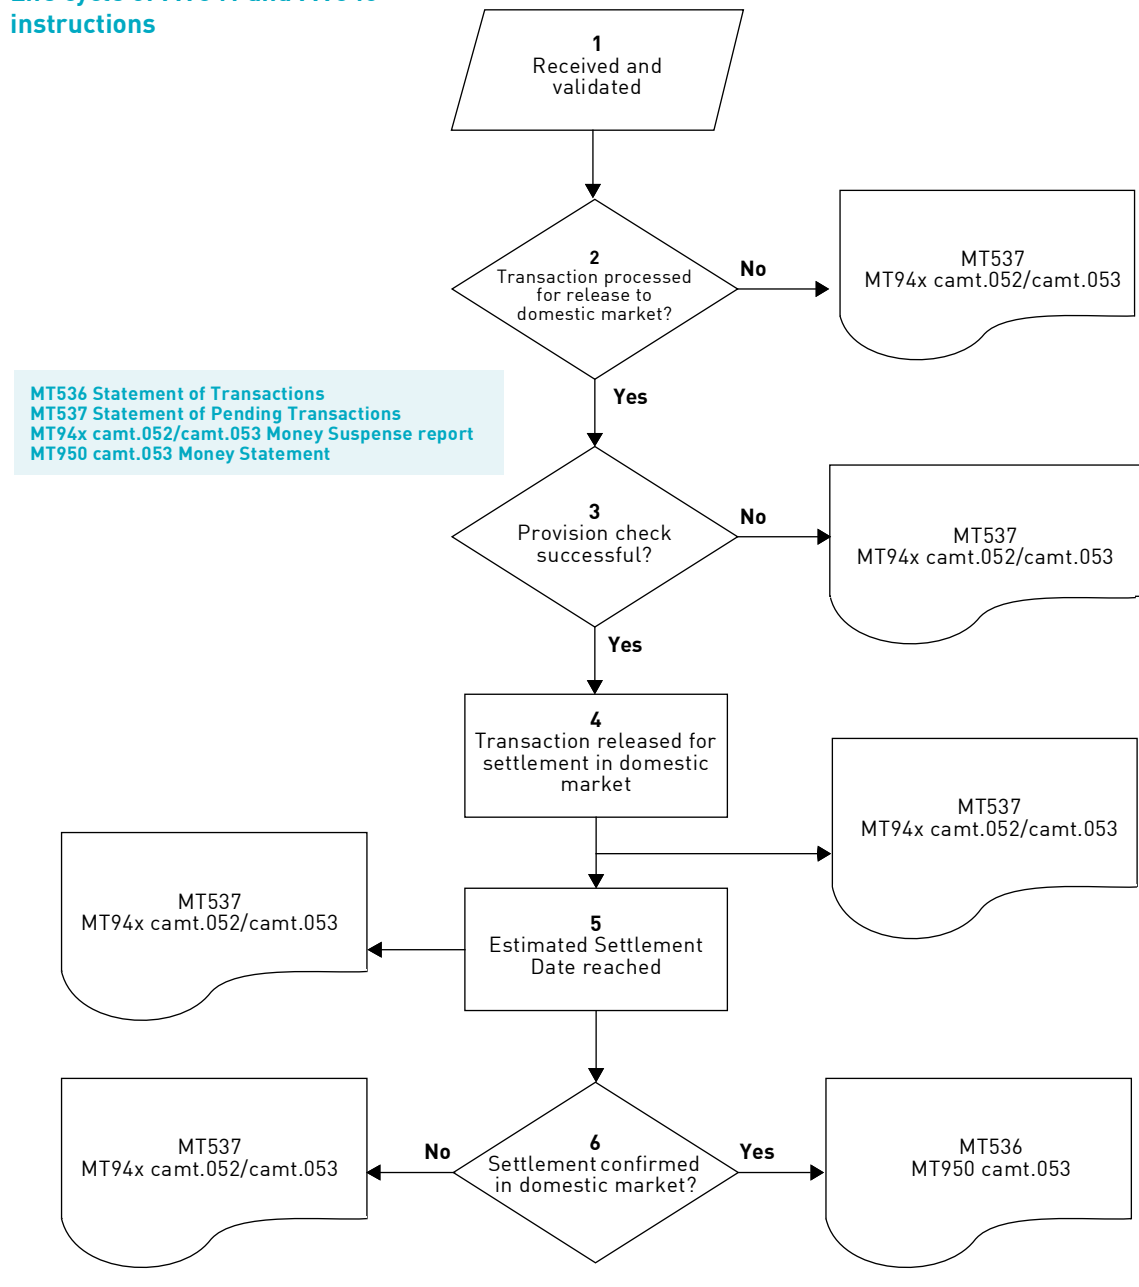 instructions
1
Received and
validated
2
Transaction processed
for release to
domestic market?
No
MT537
MT94x camt.052/camt.053
Yes
MT536 Statement of Transactions
MT537 Statement of Pending Transactions
MT94x camt.052/camt.053 Money Suspense report
MT950 camt.053 Money Statement
3
Provision check
successful?
No
MT537
MT94x camt.052/camt.053
Yes
4
Transaction released for
settlement in domestic
market
MT537
MT94x camt.052/camt.053
5
Estimated Settlement
Date reached
MT537
MT94x camt.052/camt.053
6
Settlement confirmed
in domestic market?
No
MT537
MT94x camt.052/camt.053
Yes
MT536
MT950 camt.053